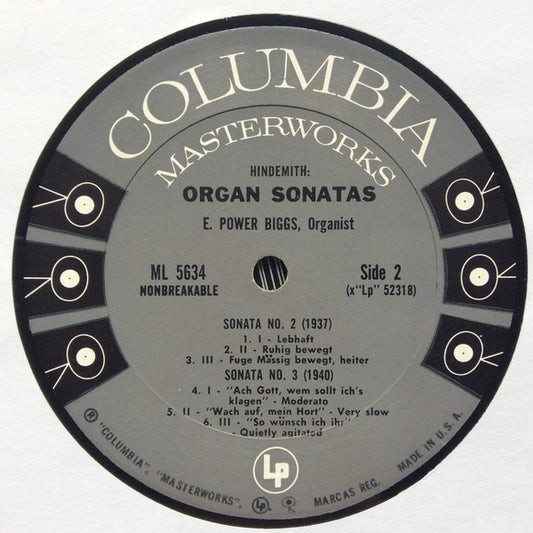 COLUMBIA
MASTERWORKS
HINDEMITH:
ORGAN SONATAS
E. POWER BIGGS, Organist
ML 5634
NONBREAKABLE
Side 2
(x"Lp" 52318)
SONATA NO. 2 (1937)
1. I - Lebhaft
2. II - Ruhig bewegt
3. III - Fuge Mässig bewegt, heiter
SONATA NO. 3 (1940)
4. I - "Ach Gott, wem sollt ich's
klagen" - Moderato
5. II - "Wach auf, mein Hort" - Very slow
6. III - "So wünsch ich ihr"
- Quietly agitated
Lp
® "COLUMBIA", "MASTERWORKS", Lp, MARCAS REG. MADE IN U.S.A.